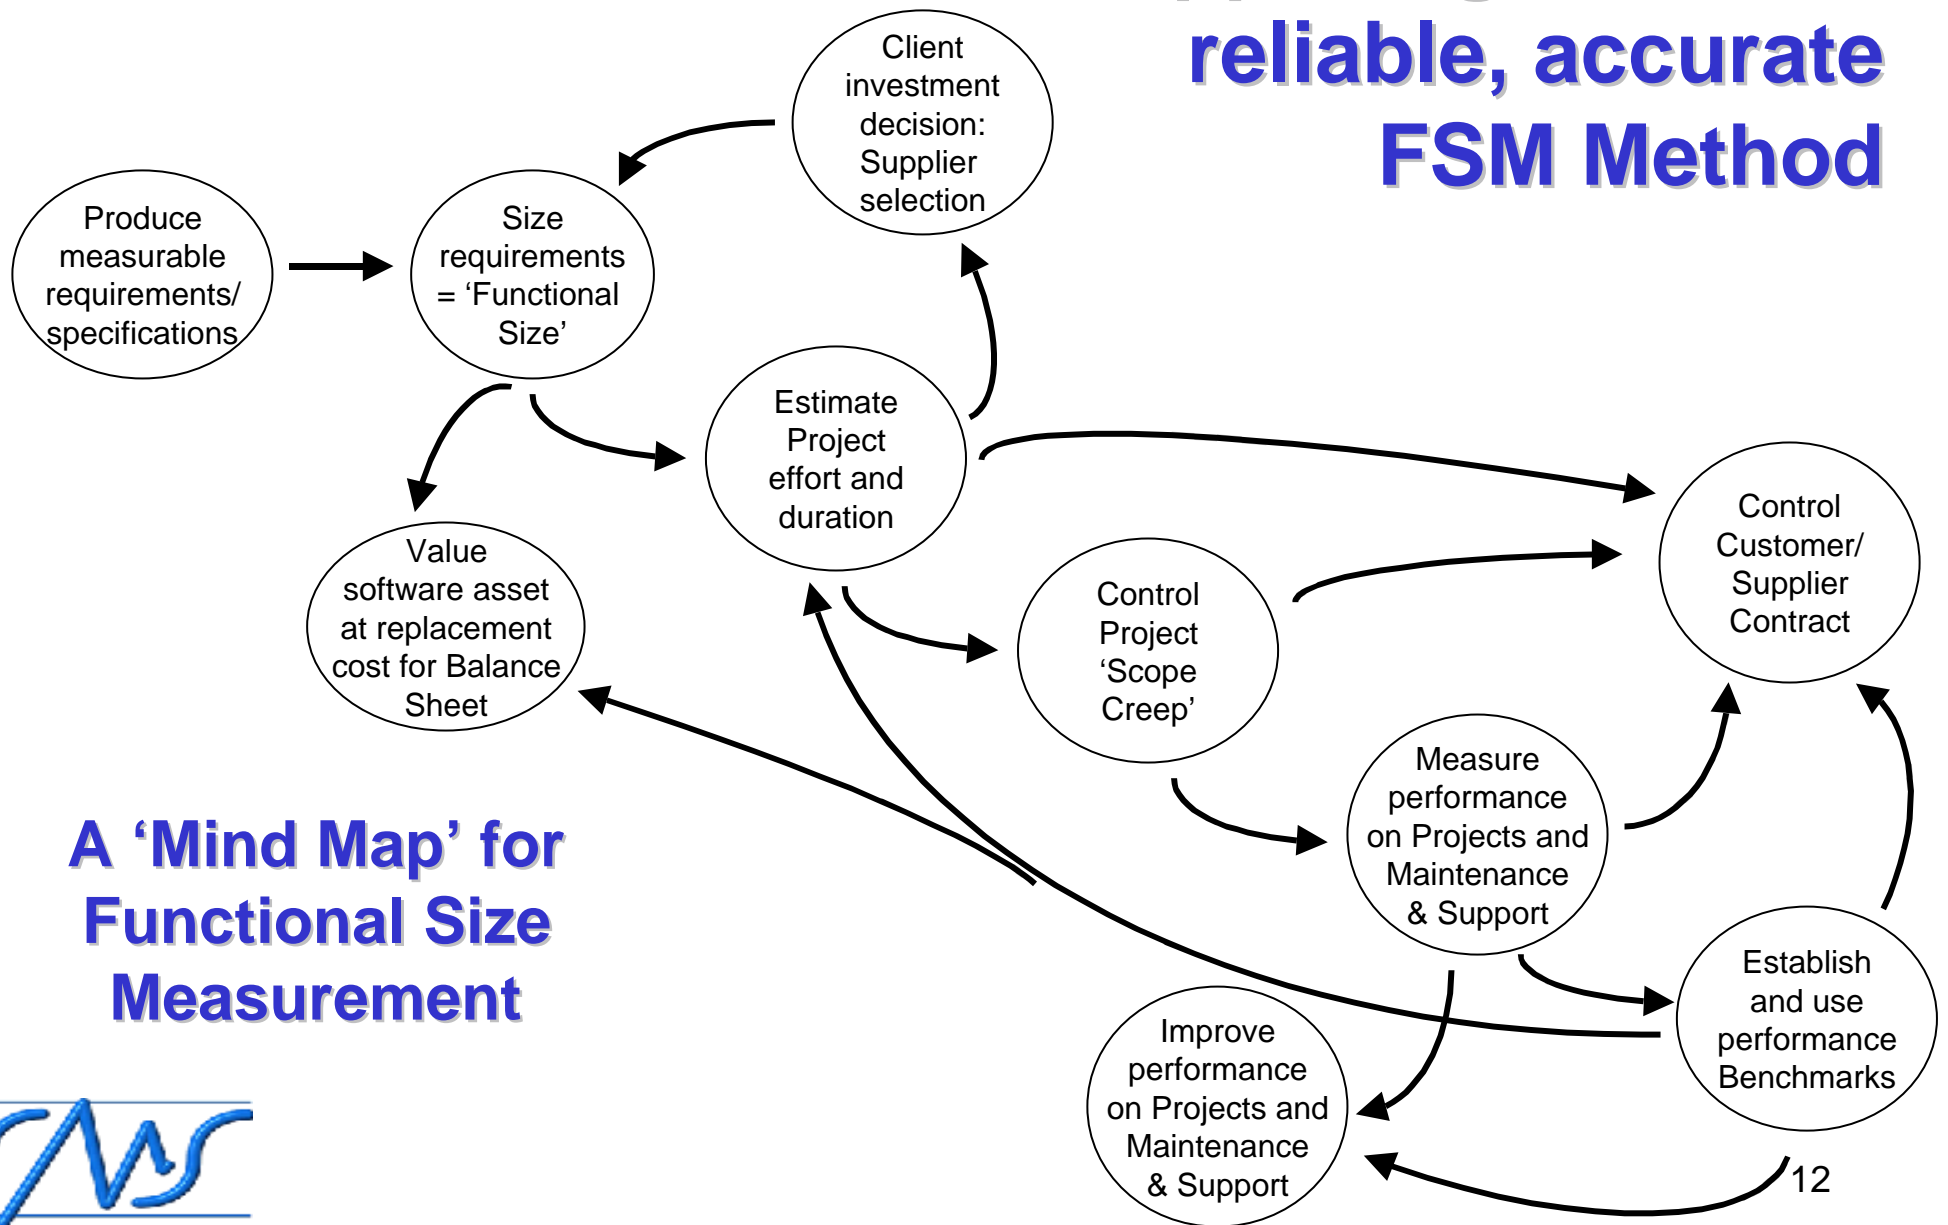 reliable, accurate
FSM Method
Client
investment
decision:
Supplier
selection
Produce
measurable
requirements/
specifications
Size
requirements
= ‘Functional
Size’
Estimate
Project
effort and
duration
Value
software asset
at replacement
cost for Balance
Sheet
Control
Project
‘Scope
Creep’
Control
Customer/
Supplier
Contract
Measure
performance
on Projects and
Maintenance
& Support
Establish
and use
performance
Benchmarks
Improve
performance
on Projects and
Maintenance
& Support
A ‘Mind Map’ for
Functional Size
Measurement
12